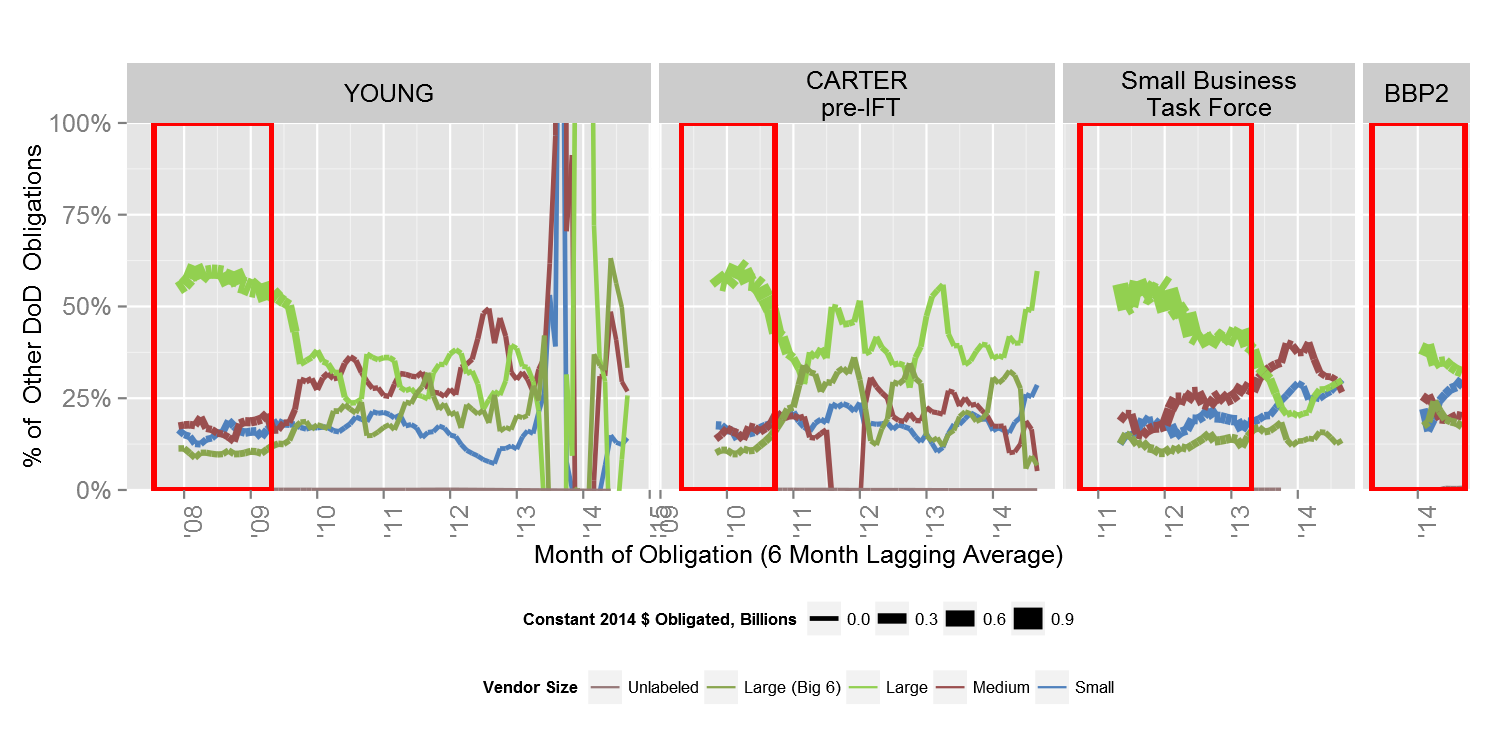 YOUNG
CARTER
pre-IFT
Small Business
Task Force
BBP2
% of Other DoD Obligations
100%
75%
50%
25%
0%
'08
'09
'10
'11
'12
'13
'14
'15
'09
'10
'11
'12
'13
'14
'11
'12
'13
'14
'14
Month of Obligation (6 Month Lagging Average)
Constant 2014 $ Obligated, Billions 0.0 0.3 0.6 0.9
Vendor Size Unlabeled Large (Big 6) Large Medium Small